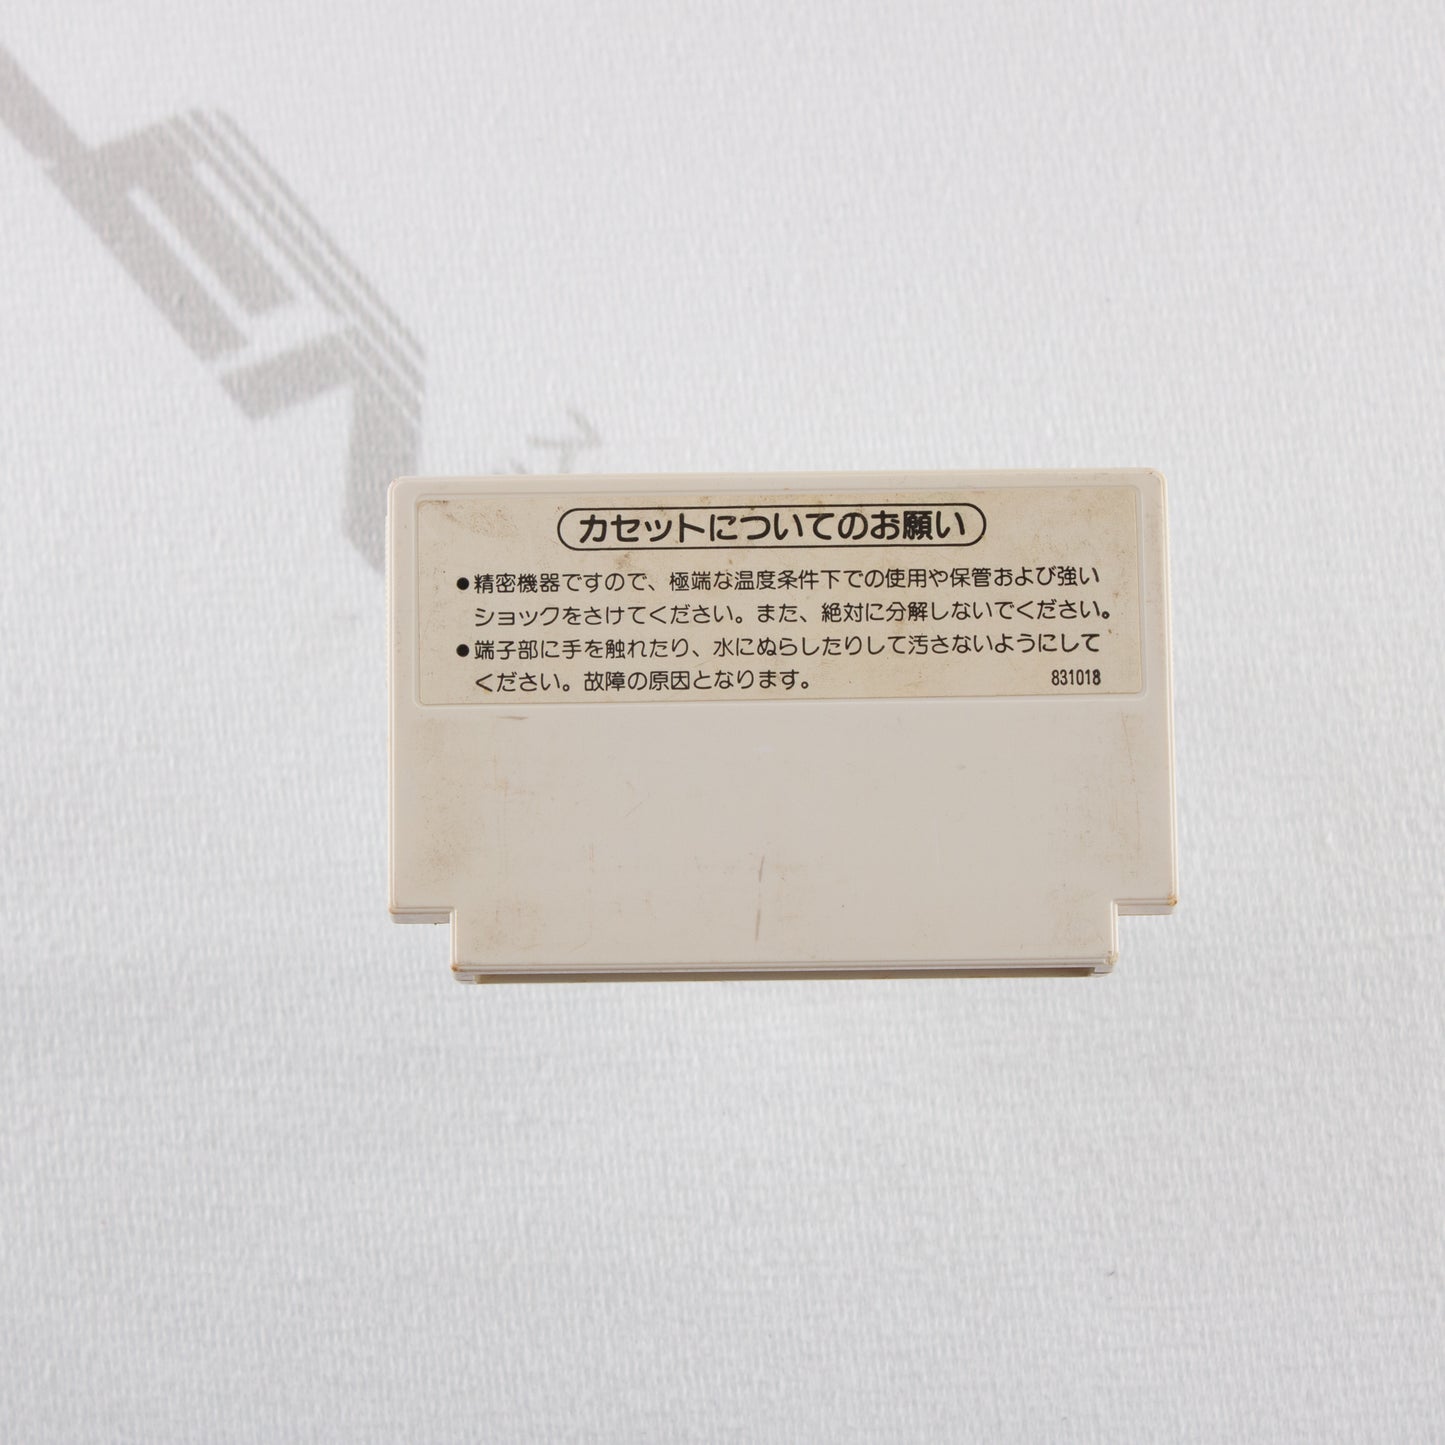 カセットについてのお願い
●精密機器ですので、極端な温度条件下での使用や保管および強い
ショックをさけてください。また、絶対に分解しないでください。
●端子部に手を触れたり、水にぬらしたりして汚さないようにして
ください。故障の原因となります。
831018